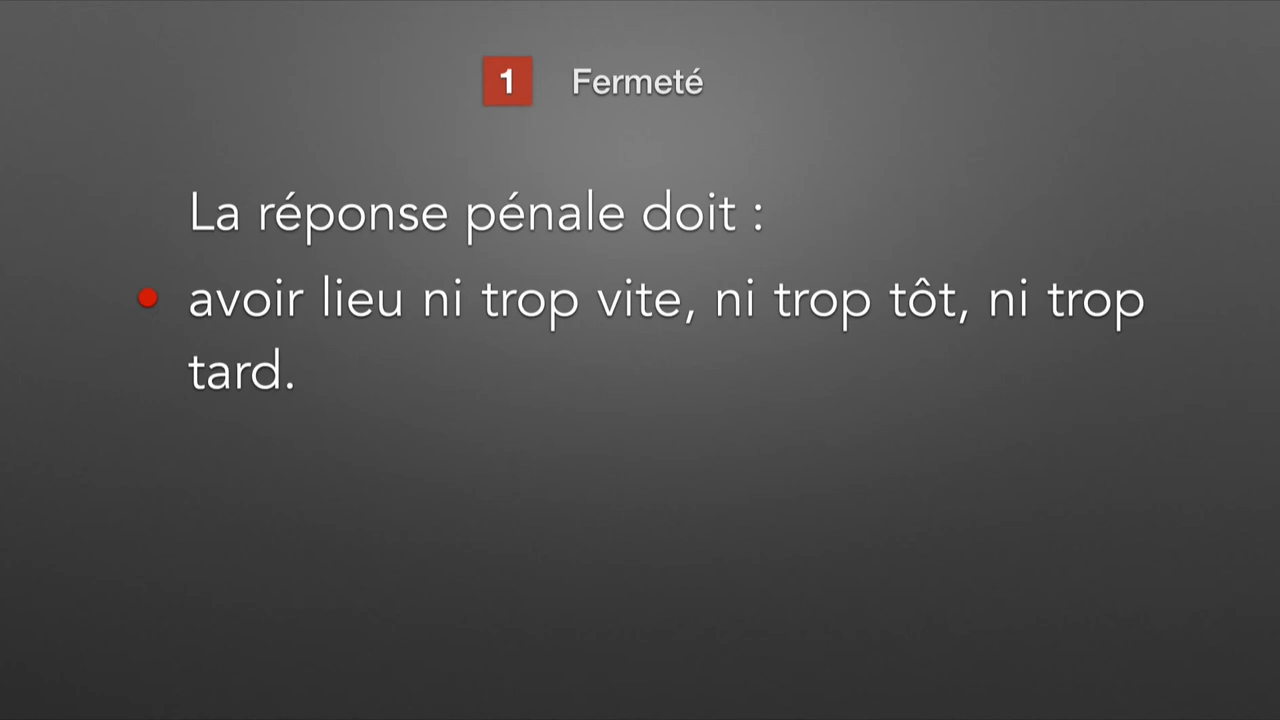 1 Fermeté
La réponse pénale doit :
• avoir lieu ni trop vite, ni trop tôt, ni trop
tard.